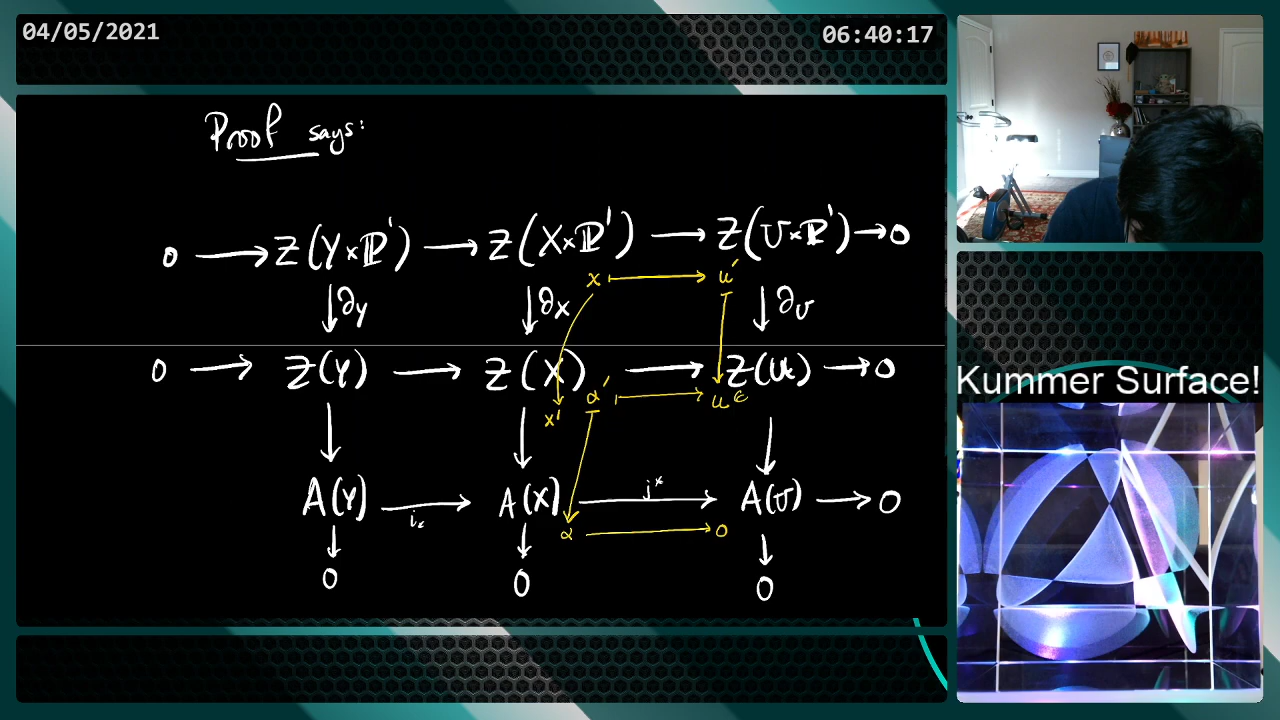 04/05/2021
06:40:17
Proof says:
0 → Z(Y×P¹) → Z(X×P¹) → Z(U×P¹) → 0
x ↦ u'
↓∂Y ↓∂X ↓∂U
0 → Z(Y) → Z(X) → Z(U) → 0
x' α' ↦ u ∈
A(Y) → A(X) → A(U) → 0
i* j*
α → 0
0 0 0
Kummer Surface!